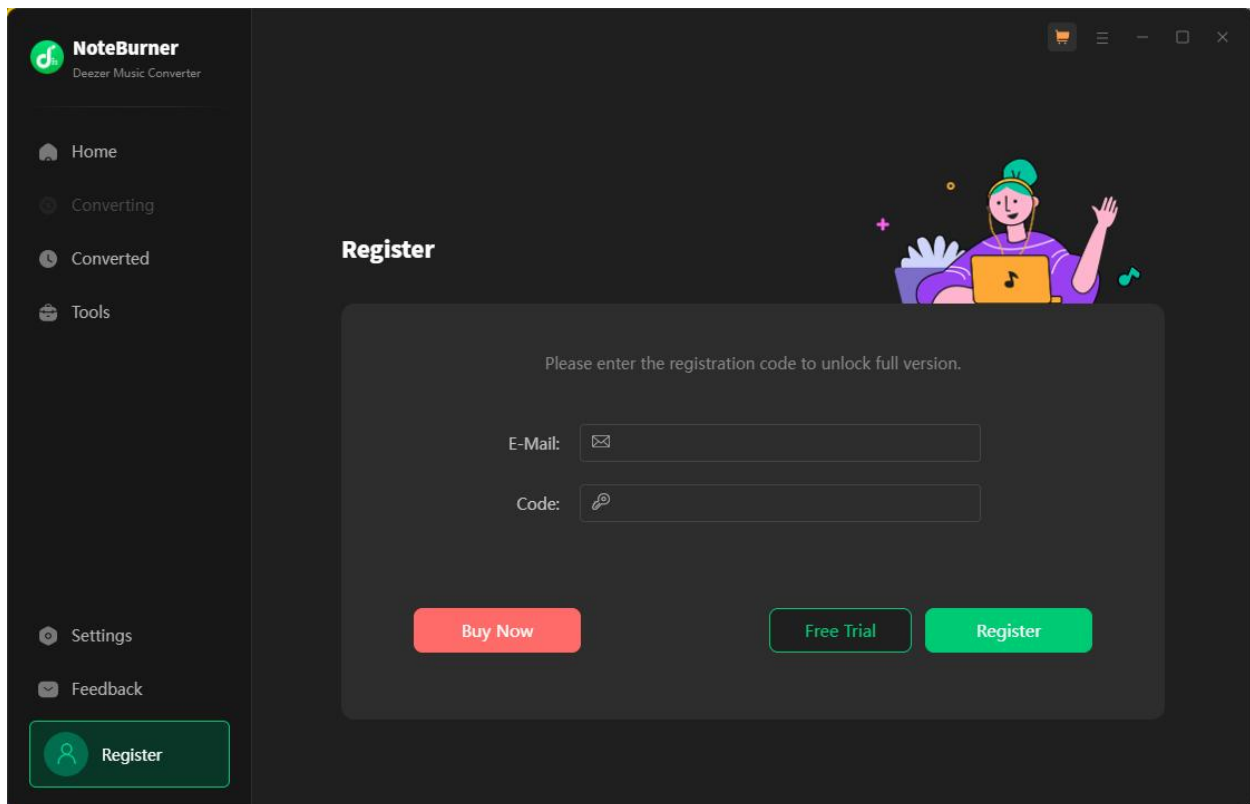 NoteBurner
Deezer Music Converter
Home
Converting
Converted
Tools
Settings
Feedback
Register
Register
Please enter the registration code to unlock full version.
E-Mail:
Code:
Buy Now
Free Trial
Register